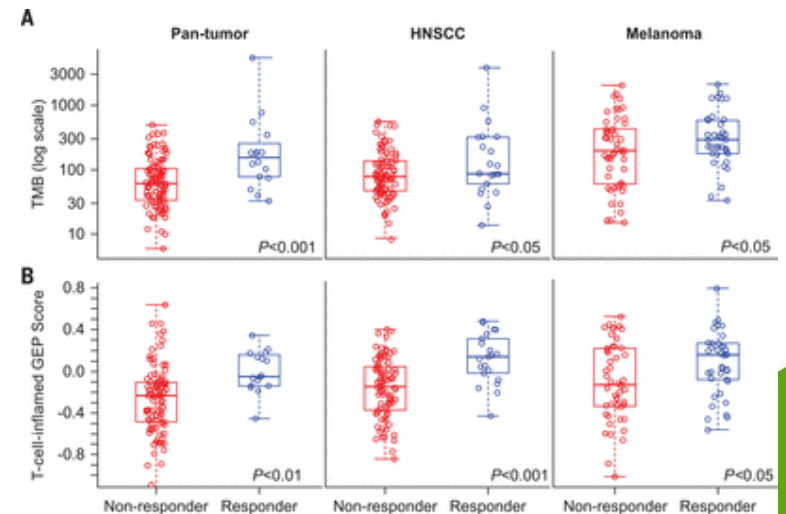 A
Pan-tumor HNSCC Melanoma
TMB (log scale)
3000
1000
300
100
30
10
P<0.001 P<0.05 P<0.05
B
T-cell-inflamed GEP Score
0.8
0.4
0.0
-0.4
-0.8
P<0.01 P<0.001 P<0.05
Non-responder Responder Non-responder Responder Non-responder Responder